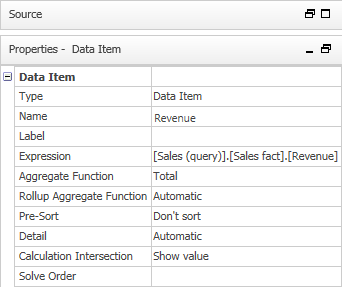 Source
Properties - Data Item
Data Item
Type Data Item
Name Revenue
Label
Expression [Sales (query)].[Sales fact].[Revenue]
Aggregate Function Total
Rollup Aggregate Function Automatic
Pre-Sort Don't sort
Detail Automatic
Calculation Intersection Show value
Solve Order